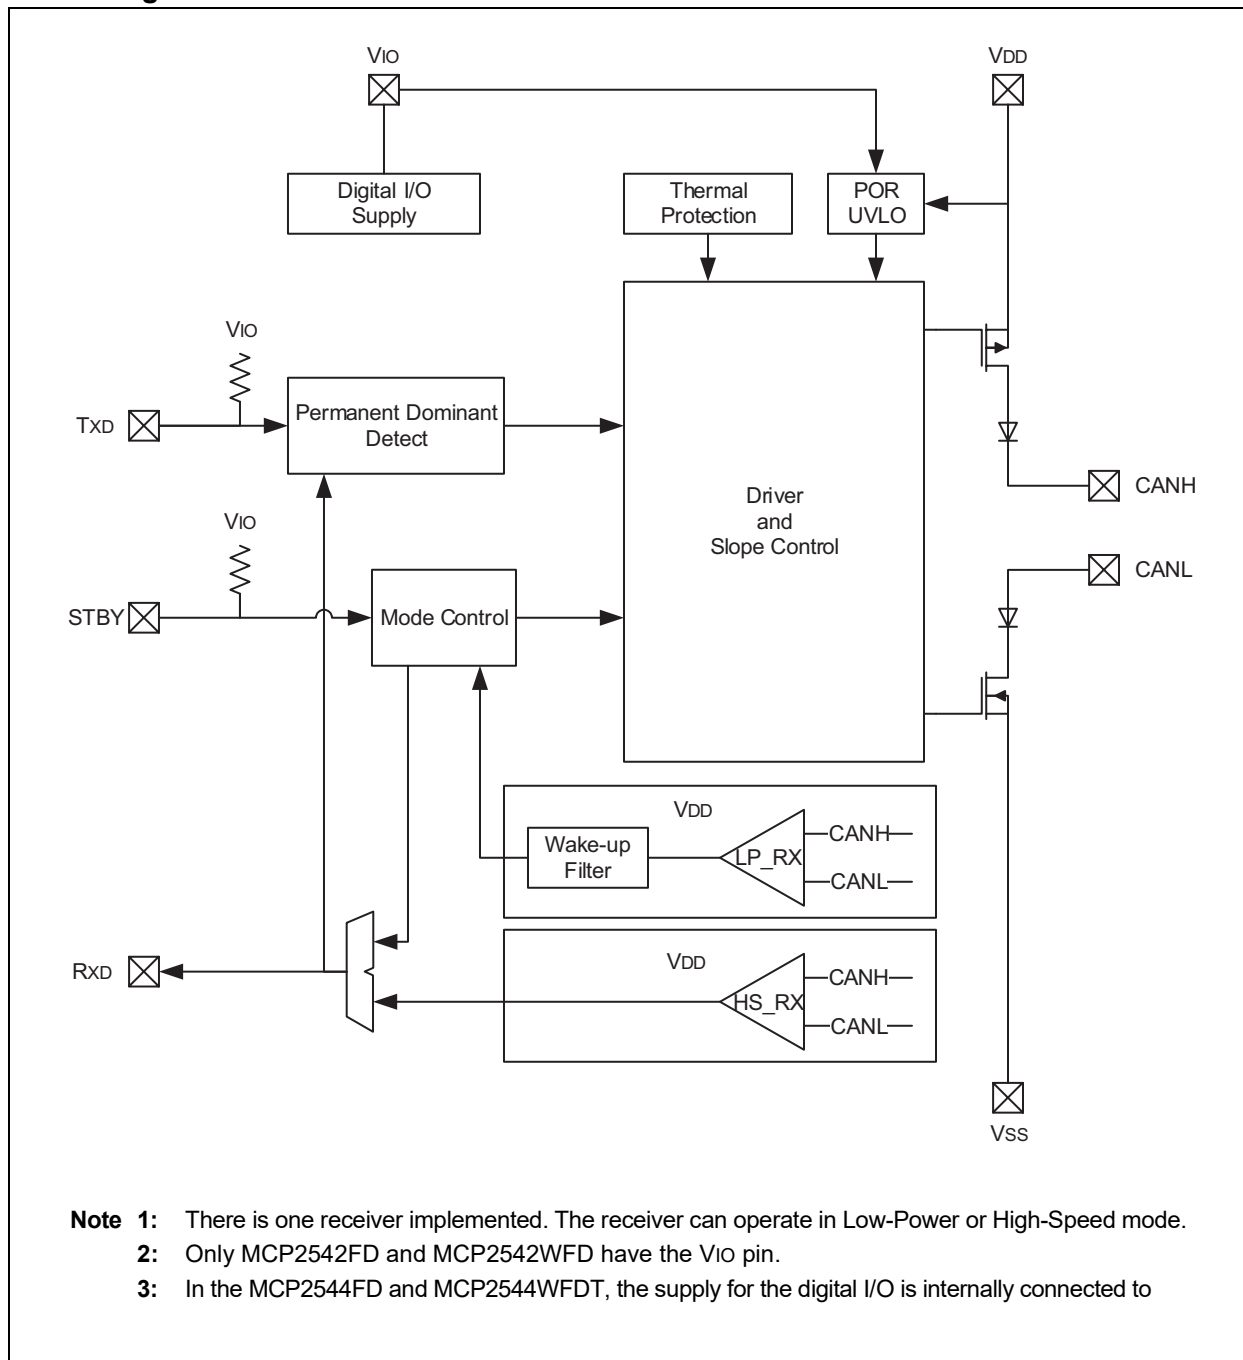 VIO
VDD
Digital I/O
Supply
Thermal
Protection
POR
UVLO
VIO
TXD
Permanent Dominant
Detect
Driver
and
Slope Control
CANH
VIO
CANL
STBY
Mode Control
VDD
Wake-up
Filter
LP_RX
CANH
CANL
RXD
VDD
HS_RX
CANH
CANL
VSS
Note 1: There is one receiver implemented. The receiver can operate in Low-Power or High-Speed mode.
2: Only MCP2542FD and MCP2542WFD have the VIO pin.
3: In the MCP2544FD and MCP2544WFDT, the supply for the digital I/O is internally connected to